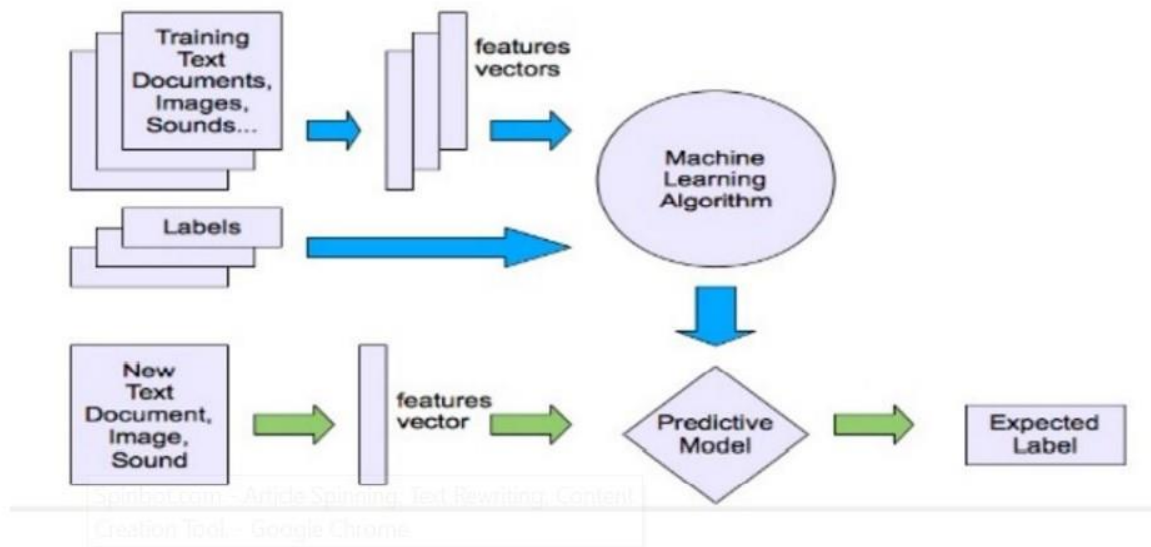 Training
Text
Documents,
Images,
Sounds...
features
vectors
Machine
Learning
Algorithm
Labels
New
Text
Document,
Image,
Sound
features
vector
Predictive
Model
Expected
Label
Spinbot.com - Article Spinning, Text Rewriting, Content
Creation Tool. - Google Chrome